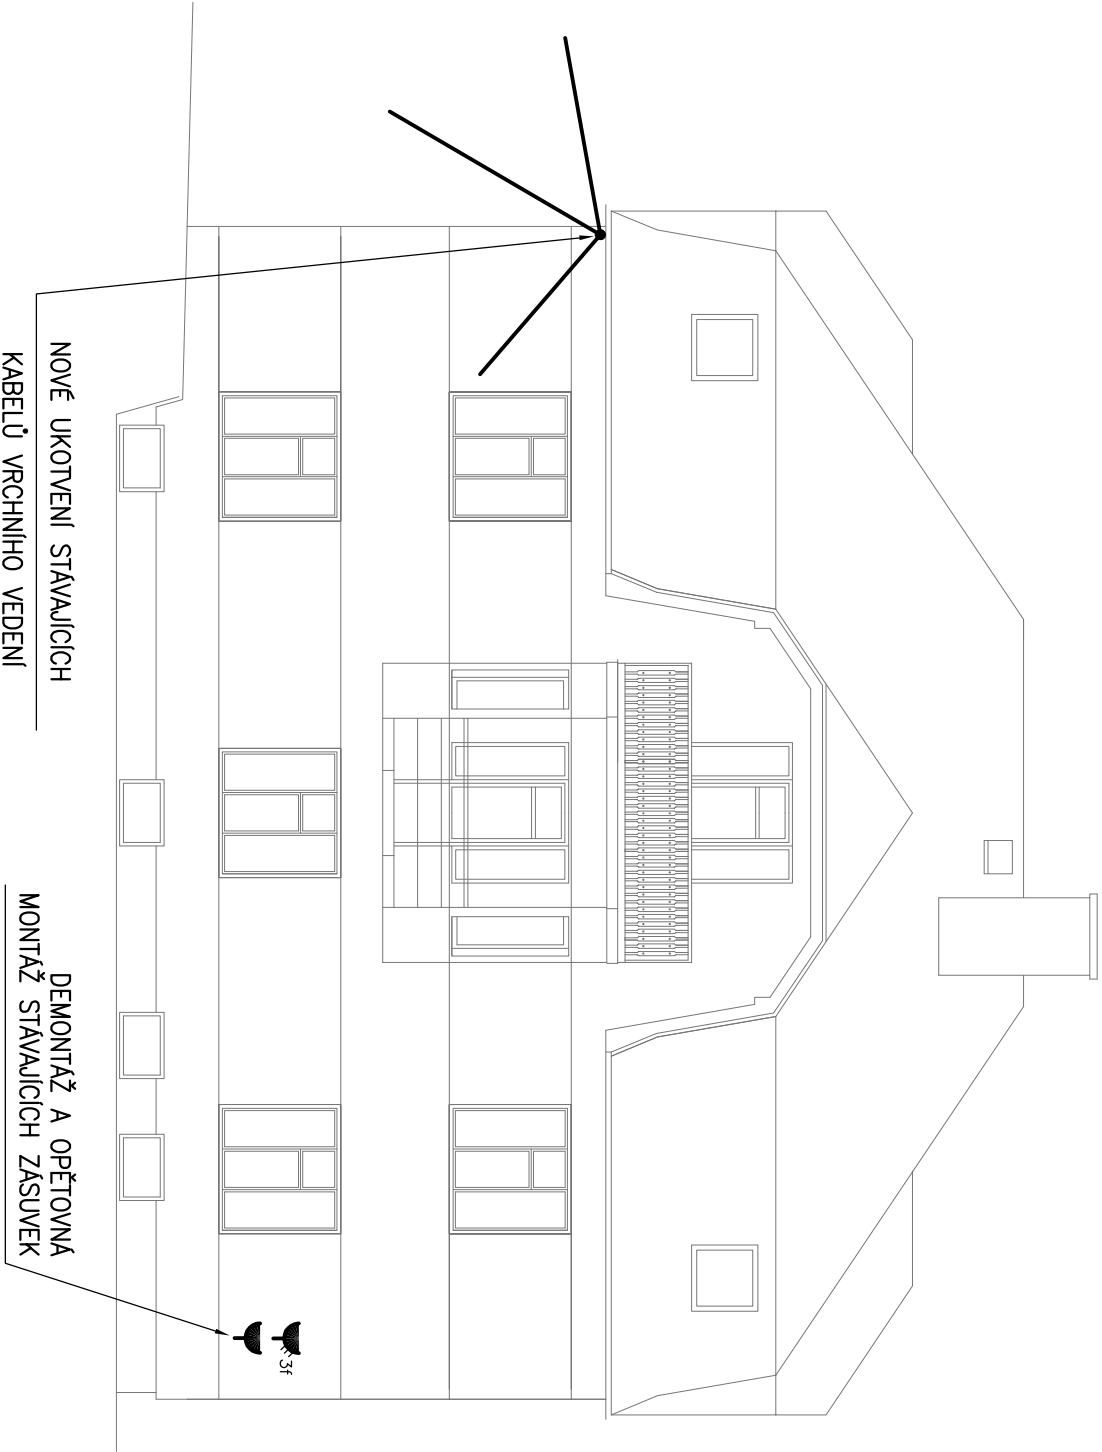 NOVÉ UKOTVENÍ STÁVAJÍCÍCH
KABELŮ VRCHNÍHO VEDENÍ
DEMONTÁŽ A OPĚTOVNÁ
MONTÁŽ STÁVAJÍCÍCH ZÁSUVEK
3f